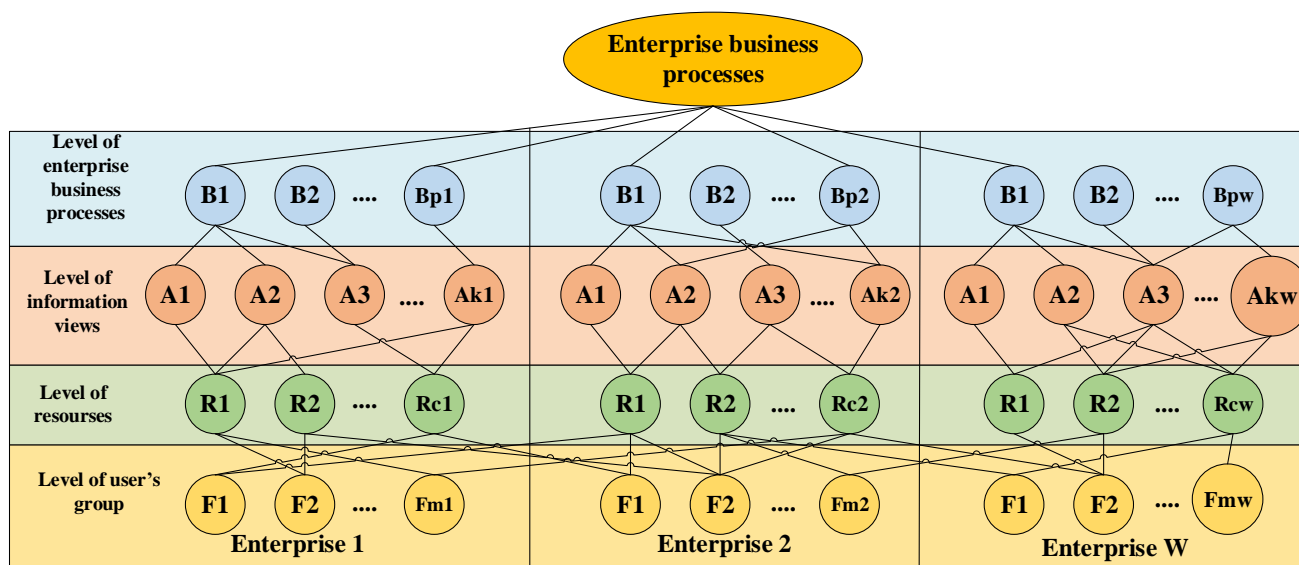 Enterprise business
processes
Level of
enterprise
business
processes
B1 B2 .... Bp1 B1 B2 .... Bp2 B1 B2 .... Bpw
Level of
information
views
A1 A2 A3 .... Ak1 A1 A2 A3 .... Ak2 A1 A2 A3 .... Akw
Level of
resourses
R1 R2 .... Rc1 R1 R2 .... Rc2 R1 R2 .... Rcw
Level of user’s
group
F1 F2 .... Fm1 F1 F2 .... Fm2 F1 F2 .... Fmw
Enterprise 1 Enterprise 2 Enterprise W